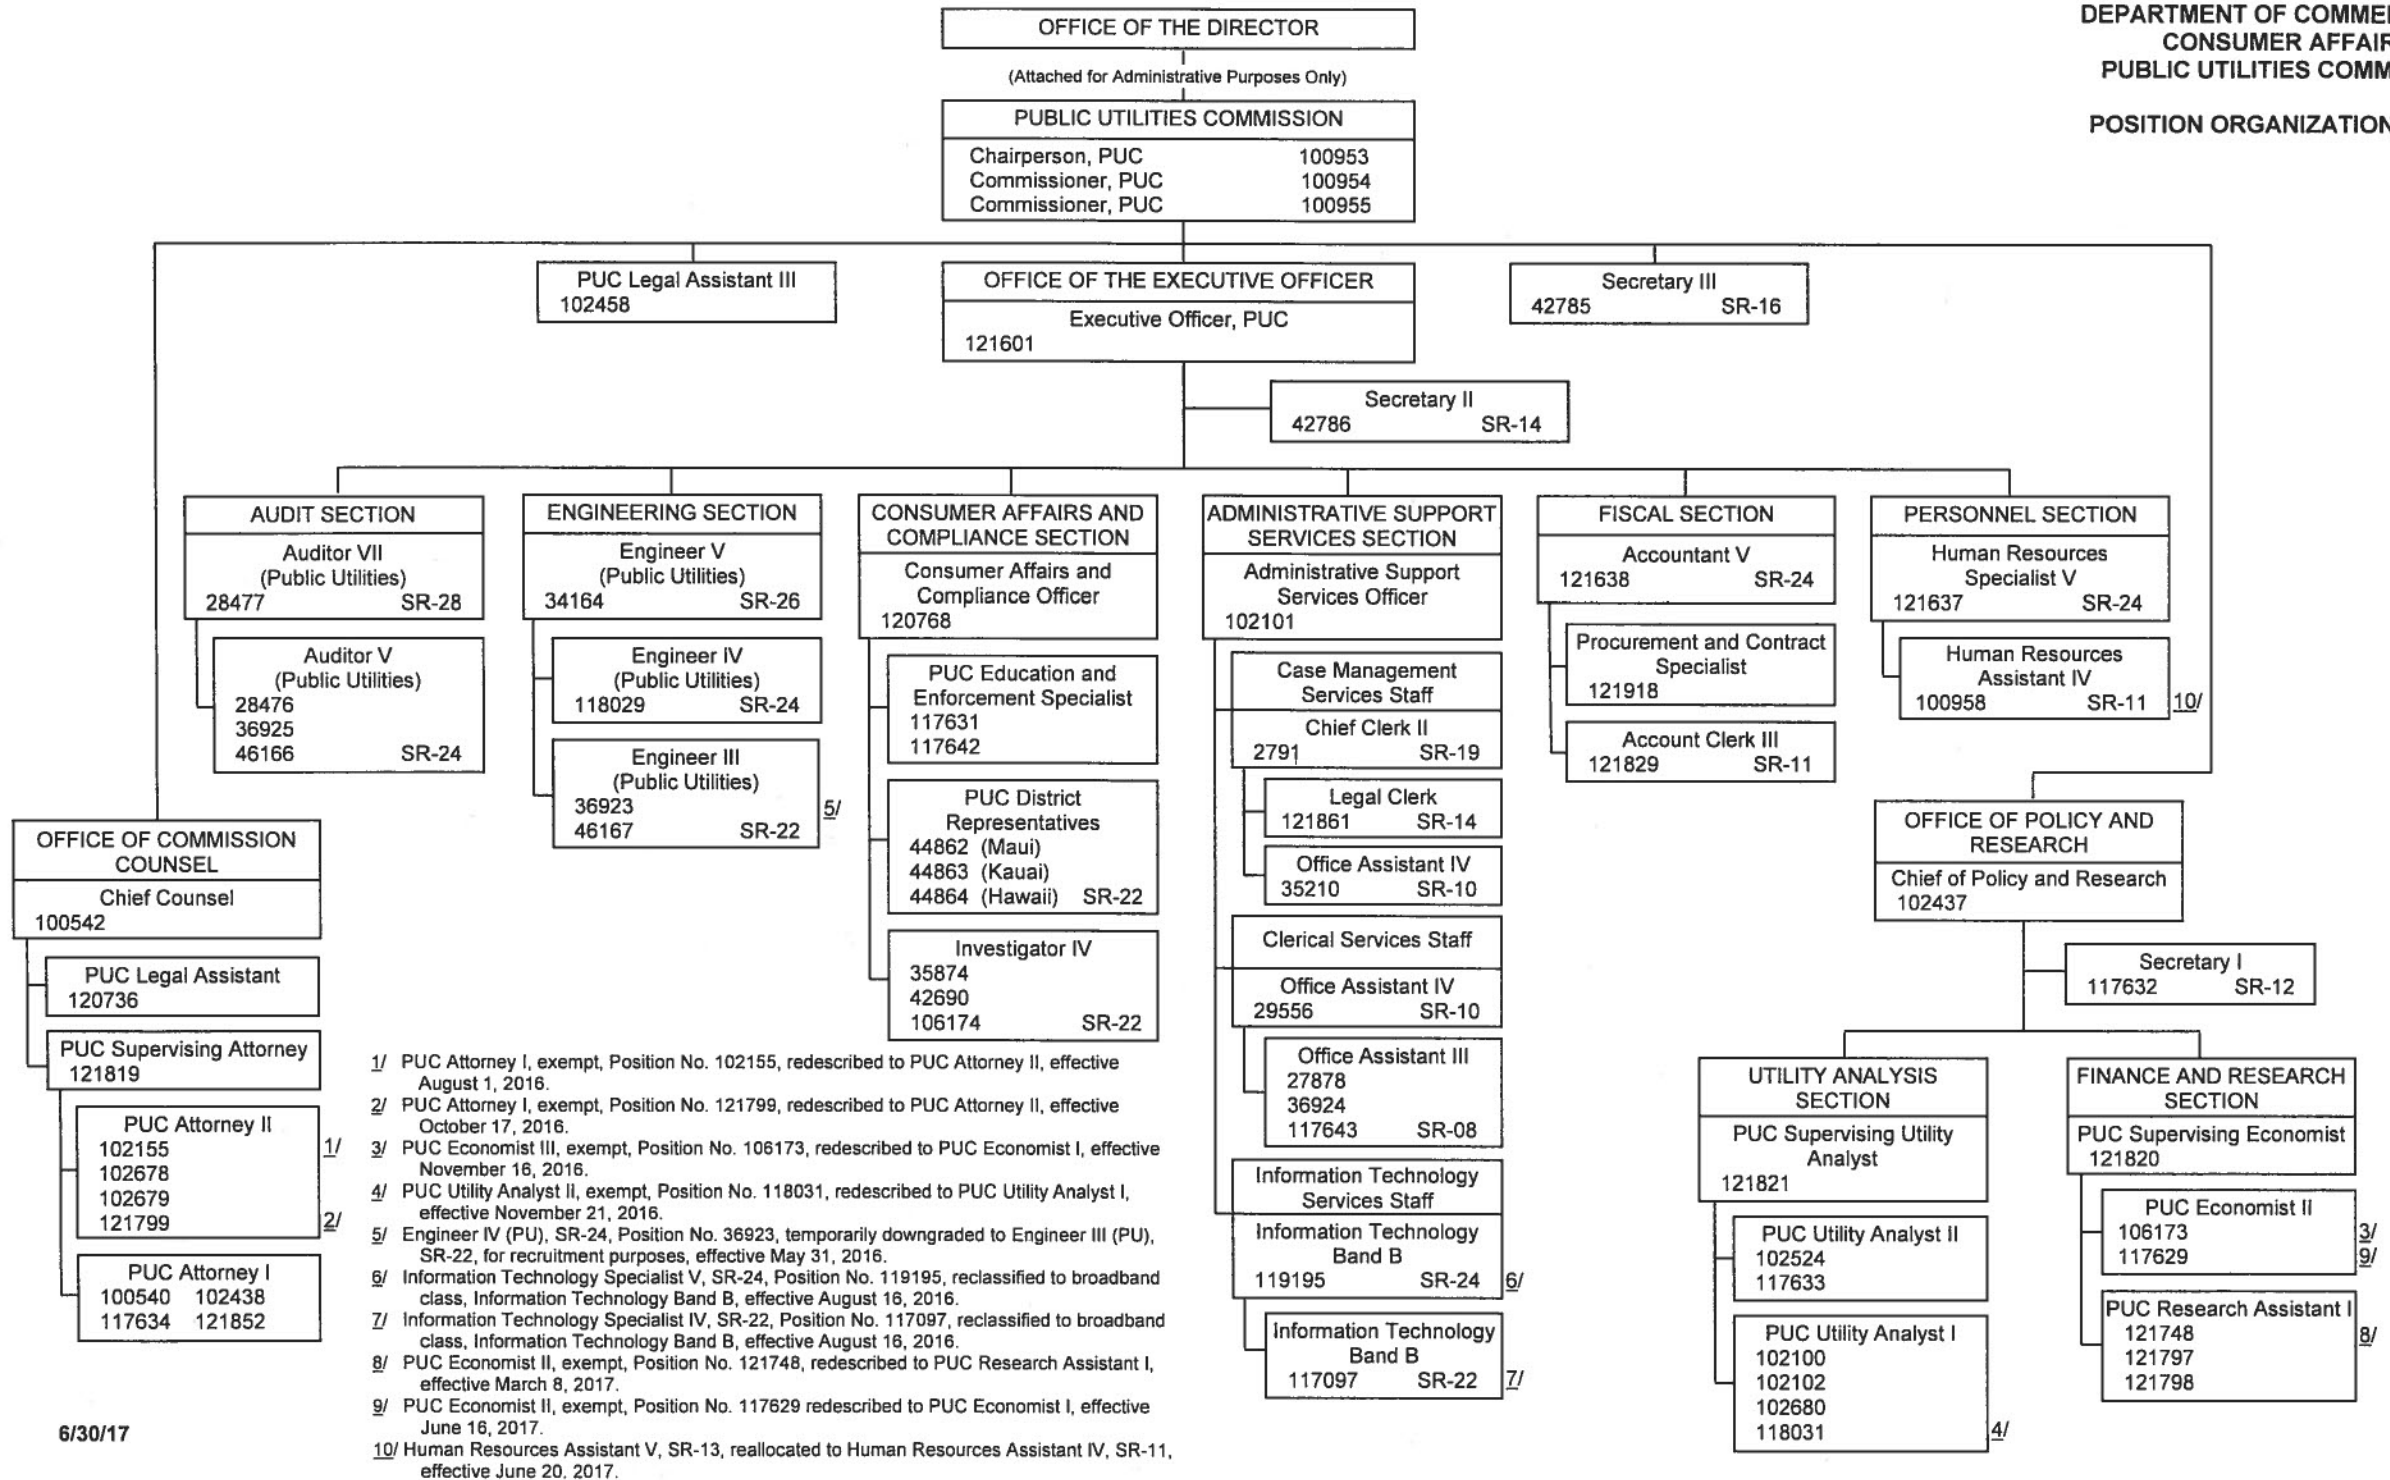 DEPARTMENT OF COMMER
CONSUMER AFFAIR
PUBLIC UTILITIES COMM
POSITION ORGANIZATION
OFFICE OF THE DIRECTOR
(Attached for Administrative Purposes Only)
PUBLIC UTILITIES COMMISSION
Chairperson, PUC 100953
Commissioner, PUC 100954
Commissioner, PUC 100955
PUC Legal Assistant III
102458
OFFICE OF THE EXECUTIVE OFFICER
Executive Officer, PUC
121601
Secretary III
42785 SR-16
Secretary II
42786 SR-14
AUDIT SECTION
Auditor VII
(Public Utilities)
28477 SR-28
Auditor V
(Public Utilities)
28476
36925
46166 SR-24
ENGINEERING SECTION
Engineer V
(Public Utilities)
34164 SR-26
Engineer IV
(Public Utilities)
118029 SR-24
Engineer III
(Public Utilities)
36923
46167 SR-22
5/
CONSUMER AFFAIRS AND
COMPLIANCE SECTION
Consumer Affairs and
Compliance Officer
120768
PUC Education and
Enforcement Specialist
117631
117642
PUC District
Representatives
44862 (Maui)
44863 (Kauai)
44864 (Hawaii) SR-22
Investigator IV
35874
42690
106174 SR-22
ADMINISTRATIVE SUPPORT
SERVICES SECTION
Administrative Support
Services Officer
102101
Case Management
Services Staff
Chief Clerk II
2791 SR-19
Legal Clerk
121861 SR-14
Office Assistant IV
35210 SR-10
Clerical Services Staff
Office Assistant IV
29556 SR-10
Office Assistant III
27878
36924
117643 SR-08
Information Technology
Services Staff
Information Technology
Band B
119195 SR-24 6/
Information Technology
Band B
117097 SR-22 7/
FISCAL SECTION
Accountant V
121638 SR-24
Procurement and Contract
Specialist
121918
Account Clerk III
121829 SR-11
PERSONNEL SECTION
Human Resources
Specialist V
121637 SR-24
Human Resources
Assistant IV
100958 SR-11 10/
OFFICE OF COMMISSION
COUNSEL
Chief Counsel
100542
PUC Legal Assistant
120736
PUC Supervising Attorney
121819
PUC Attorney II
102155 1/
102678
102679
121799 2/
PUC Attorney I
100540 102438
117634 121852
OFFICE OF POLICY AND
RESEARCH
Chief of Policy and Research
102437
Secretary I
117632 SR-12
UTILITY ANALYSIS
SECTION
PUC Supervising Utility
Analyst
121821
PUC Utility Analyst II
102524
117633
PUC Utility Analyst I
102100
102102
102680
118031 4/
FINANCE AND RESEARCH
SECTION
PUC Supervising Economist
121820
PUC Economist II
106173 3/
117629 9/
PUC Research Assistant I
121748 8/
121797
121798
1/ PUC Attorney I, exempt, Position No. 102155, redescribed to PUC Attorney II, effective
August 1, 2016.
2/ PUC Attorney I, exempt, Position No. 121799, redescribed to PUC Attorney II, effective
October 17, 2016.
3/ PUC Economist III, exempt, Position No. 106173, redescribed to PUC Economist I, effective
November 16, 2016.
4/ PUC Utility Analyst II, exempt, Position No. 118031, redescribed to PUC Utility Analyst I,
effective November 21, 2016.
5/ Engineer IV (PU), SR-24, Position No. 36923, temporarily downgraded to Engineer III (PU),
SR-22, for recruitment purposes, effective May 31, 2016.
6/ Information Technology Specialist V, SR-24, Position No. 119195, reclassified to broadband
class, Information Technology Band B, effective August 16, 2016.
7/ Information Technology Specialist IV, SR-22, Position No. 117097, reclassified to broadband
class, Information Technology Band B, effective August 16, 2016.
8/ PUC Economist II, exempt, Position No. 121748, redescribed to PUC Research Assistant I,
effective March 8, 2017.
9/ PUC Economist II, exempt, Position No. 117629 redescribed to PUC Economist I, effective
June 16, 2017.
10/ Human Resources Assistant V, SR-13, reallocated to Human Resources Assistant IV, SR-11,
effective June 20, 2017.
6/30/17